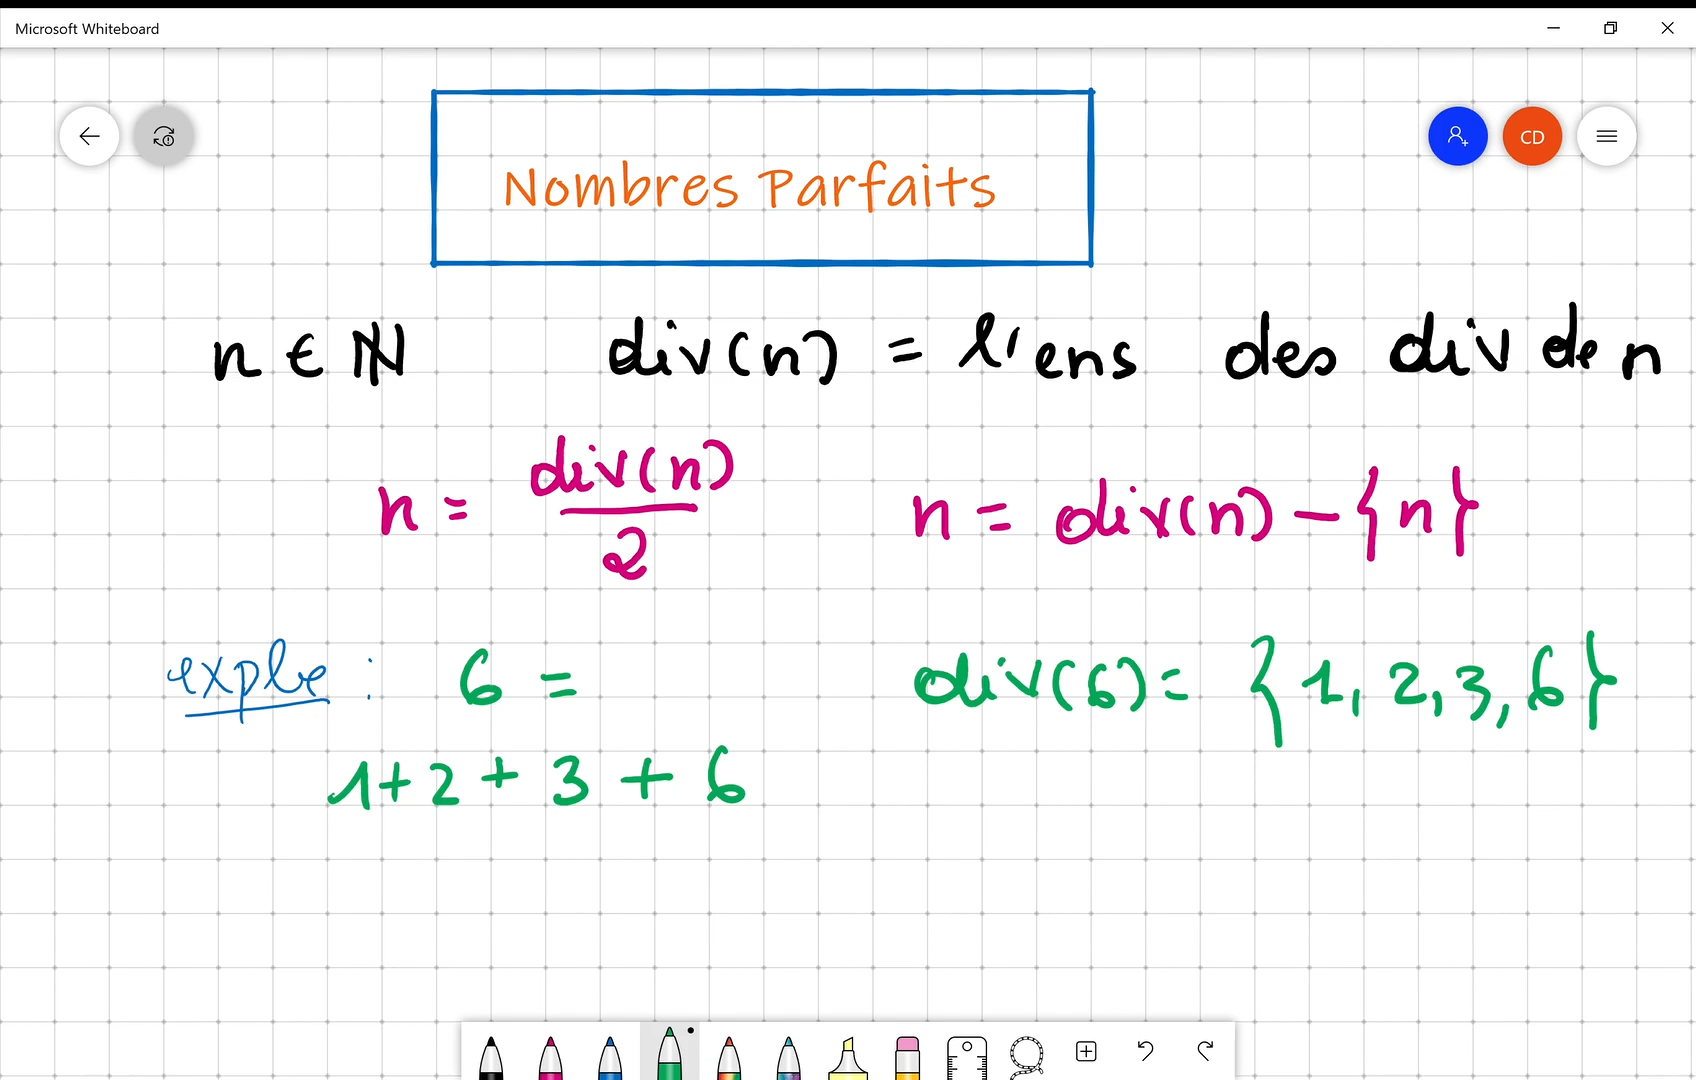 Microsoft Whiteboard
CD
Nombres Parfaits
n ∈ ℕ div(n) = l'ens des div de n
n = div(n)/2 n = div(n) – {n}
exple : 6 = div(6) = {1, 2, 3, 6}
1 + 2 + 3 + 6